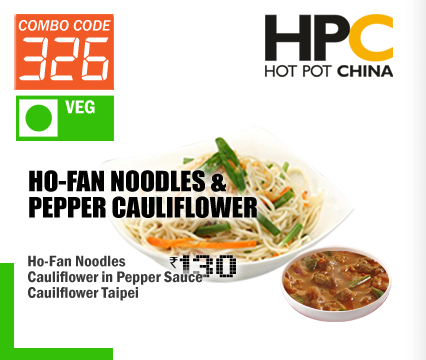 COMBO CODE
326
VEG
HPC
HOT POT CHINA
HO-FAN NOODLES &
PEPPER CAULIFLOWER
Ho-Fan Noodles
Cauliflower in Pepper Sauce
Cauilflower Taipei
₹130